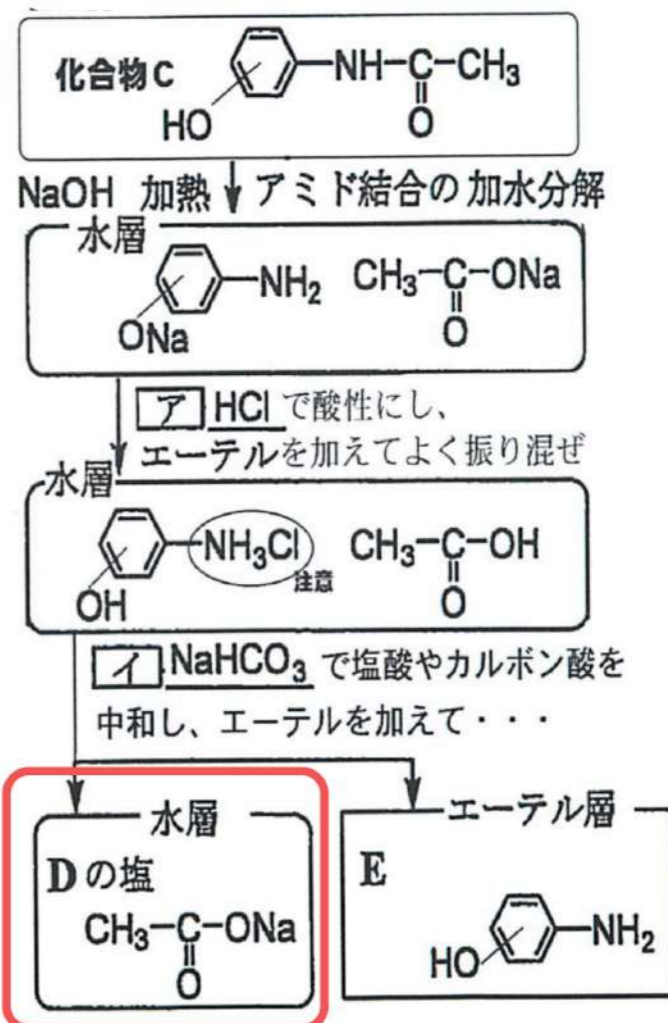 化合物C
NH-C-CH₃
HO
O
NaOH 加熱 アミド結合の加水分解
水層
NH₂ CH₃-C-ONa
ONa
O
ア HCl で酸性にし、
エーテルを加えてよく振り混ぜ
水層
NH₃Cl CH₃-C-OH
注意
OH
O
イ NaHCO₃ で塩酸やカルボン酸を
中和し、エーテルを加えて・・・
水層
Dの塩
CH₃-C-ONa
O
エーテル層
E
NH₂
HO